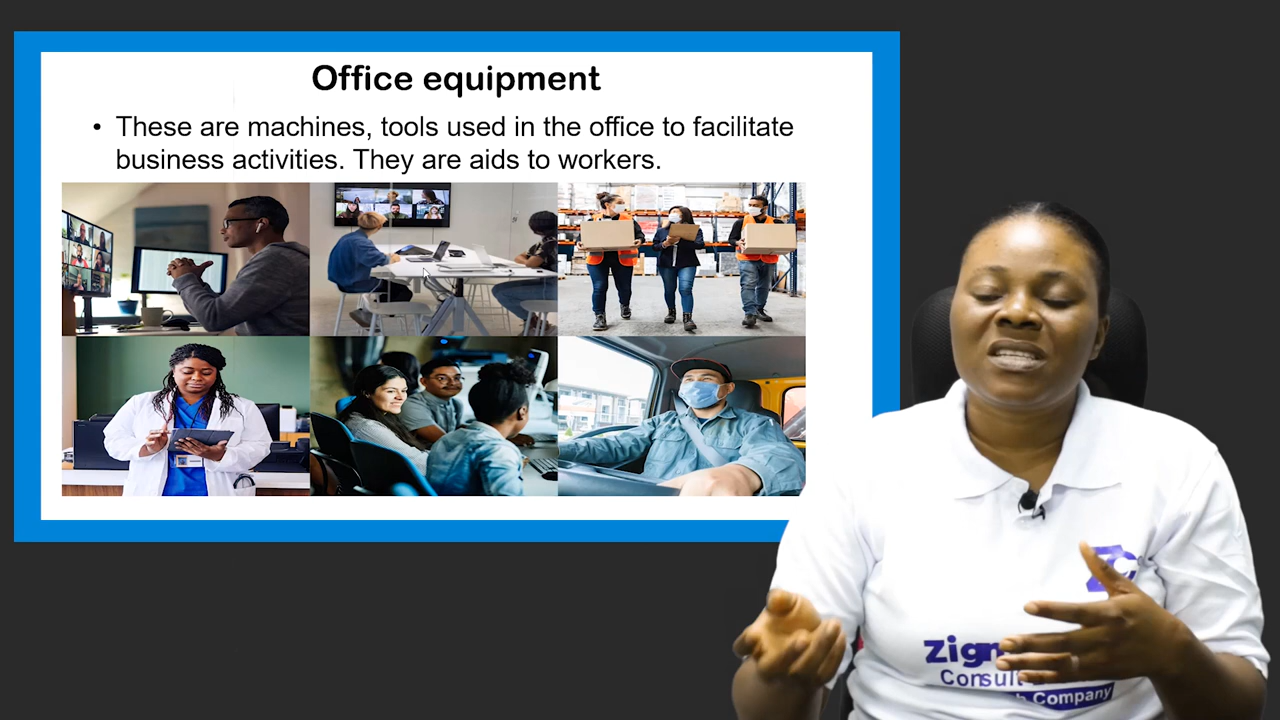 Office equipment
• These are machines, tools used in the office to facilitate
business activities. They are aids to workers.
Consult
Company